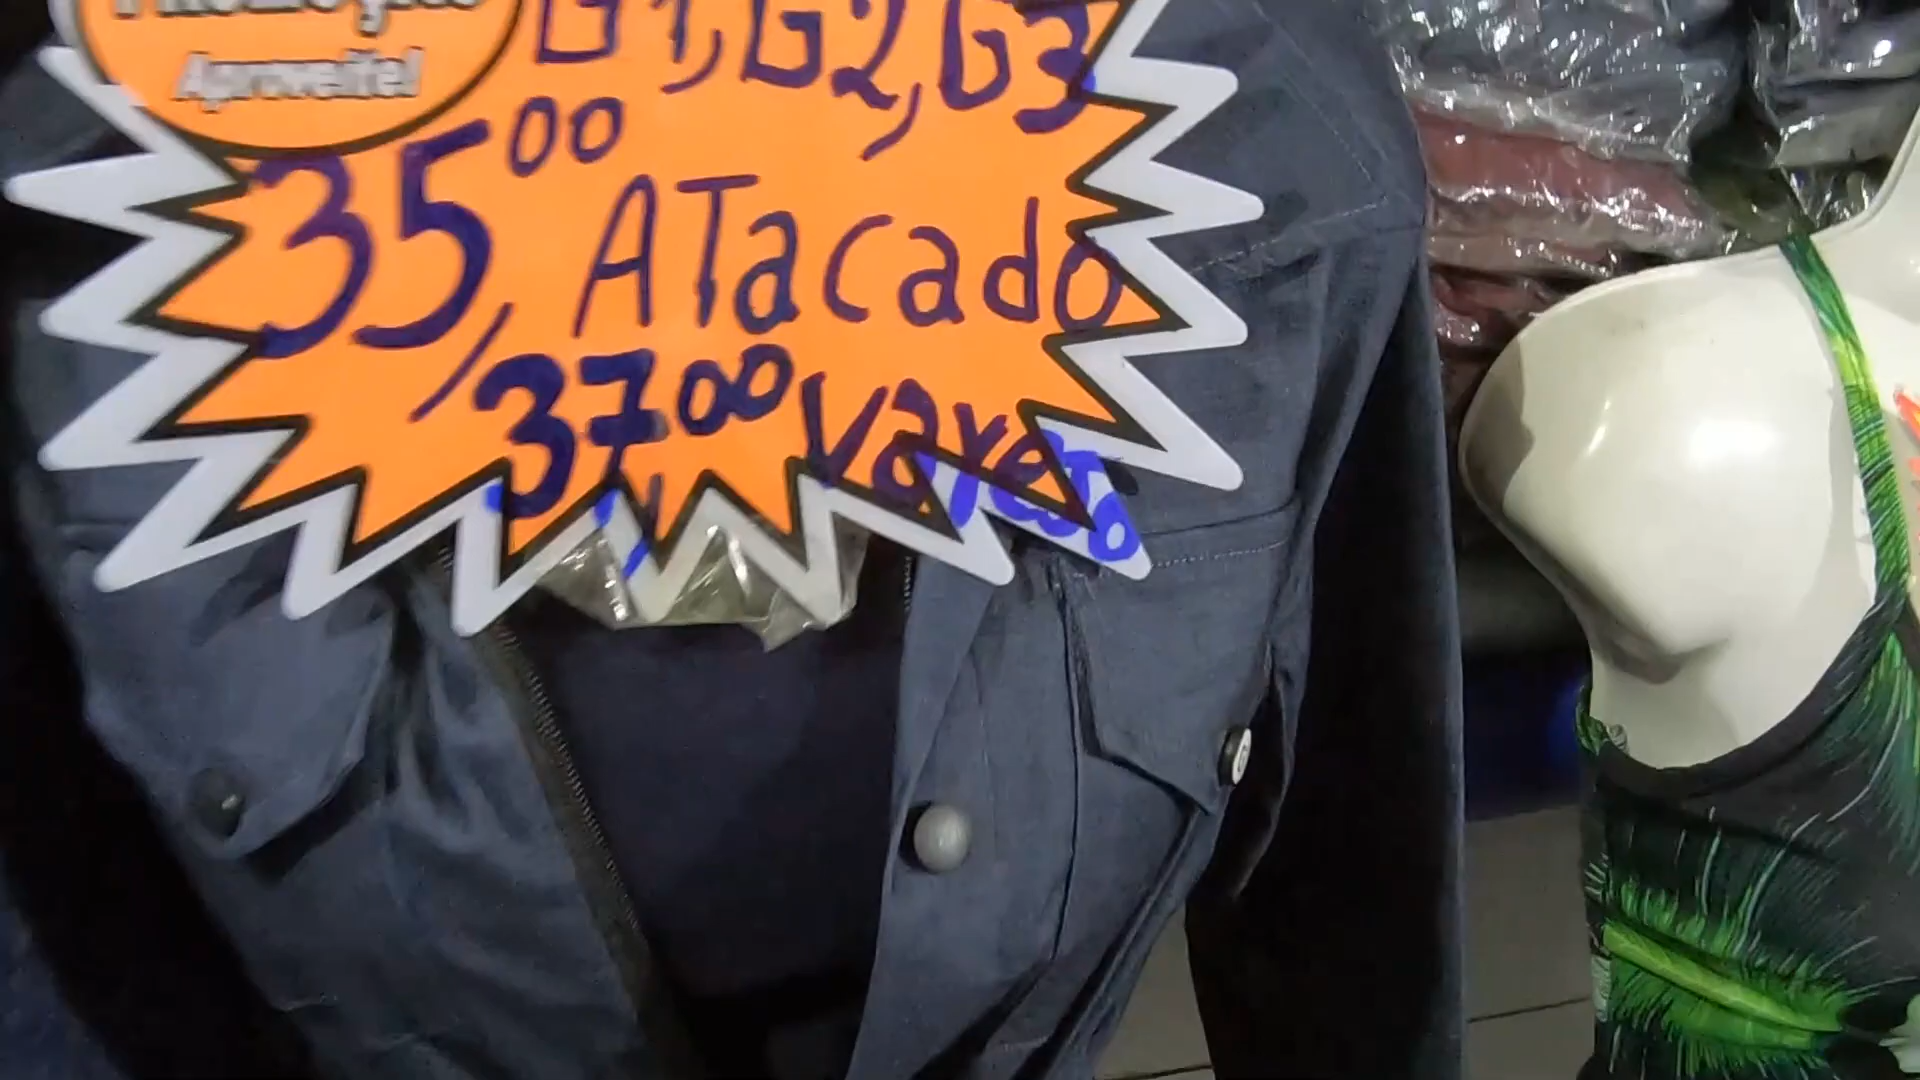 Aproveite!
G1, G2, G3
35,00 ATacado
37,00 varejo